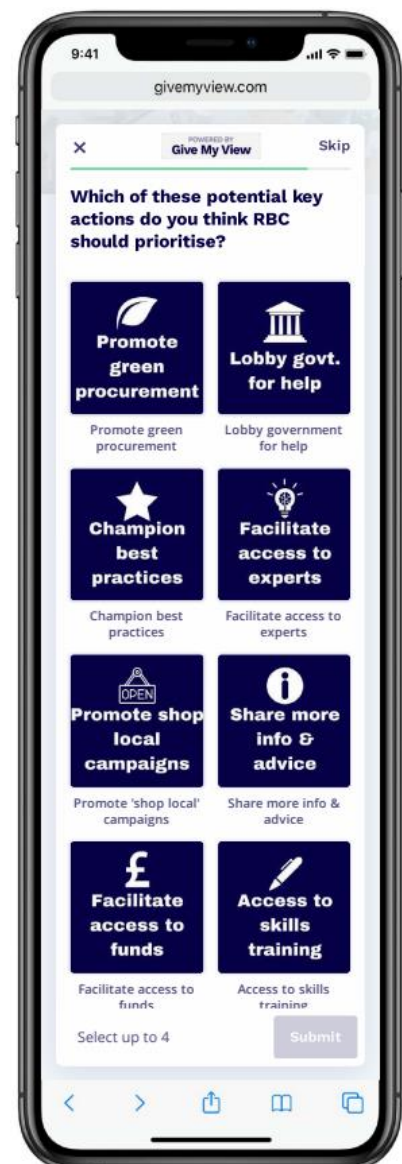 9:41
givemyview.com
POWERED BY
Give My View
Skip
Which of these potential key
actions do you think RBC
should prioritise?
Promote
green
procurement
Promote green
procurement
Lobby govt.
for help
Lobby government
for help
Champion
best
practices
Champion best
practices
Facilitate
access to
experts
Facilitate access to
experts
OPEN
Promote shop
local
campaigns
Promote 'shop local'
campaigns
Share more
info &
advice
Share more info &
advice
£
Facilitate
access to
funds
Facilitate access to
funds
Access to
skills
training
Access to skills
training
Select up to 4
Submit